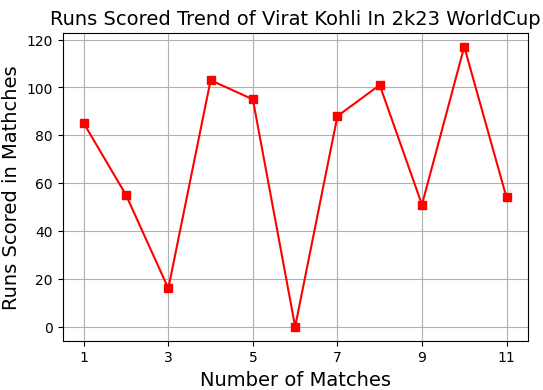 Runs Scored Trend of Virat Kohli In 2k23 WorldCup
Runs Scored in Mathches
120
100
80
60
40
20
0
1 3 5 7 9 11
Number of Matches